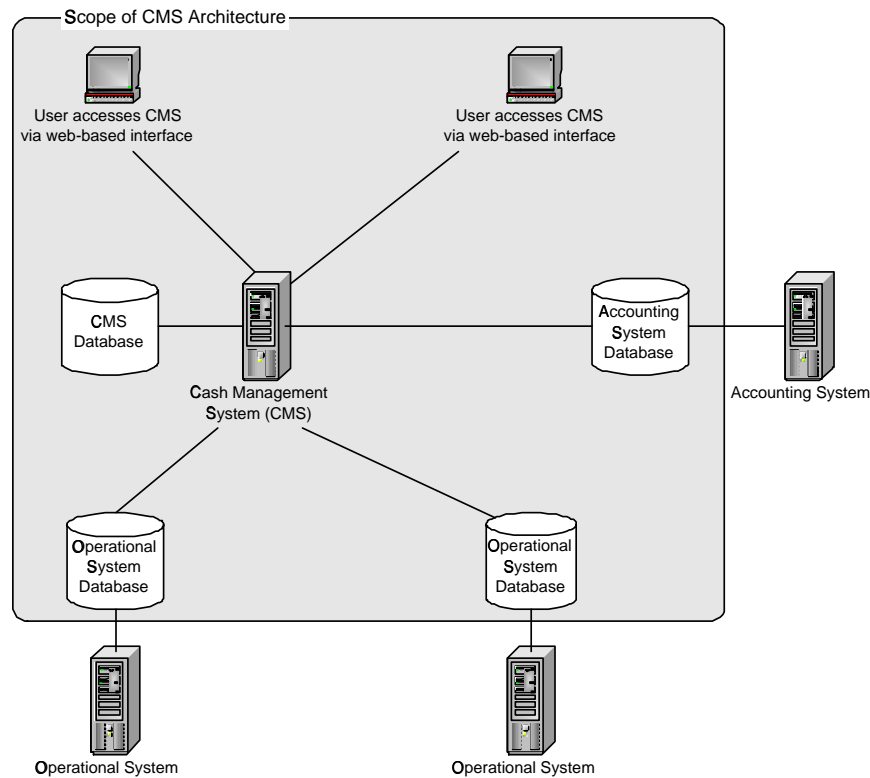 Scope of CMS Architecture
User accesses CMS
via web-based interface
User accesses CMS
via web-based interface
CMS
Database
Cash Management
System (CMS)
Accounting
System
Database
Accounting System
Operational
System
Database
Operational
System
Database
Operational System
Operational System